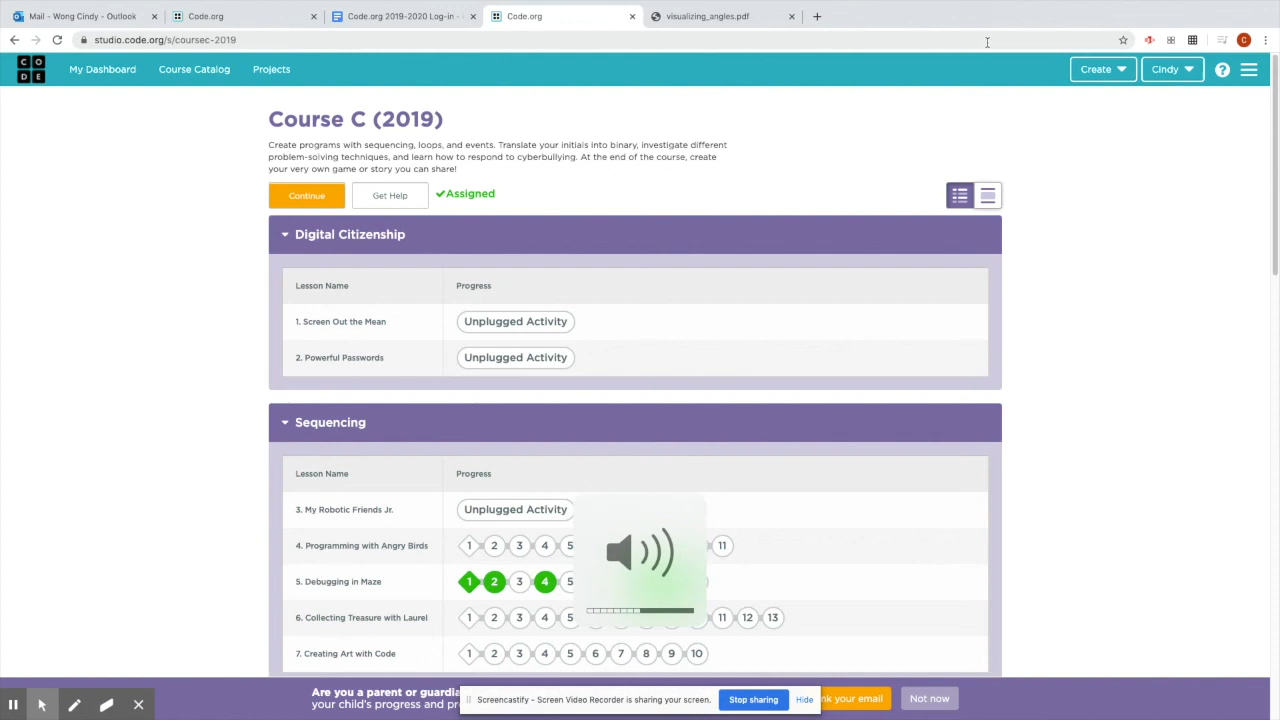 Mail - Wong Cindy - Outlook
Code.org
Code.org 2019-2020 Log-in -
Code.org
visualizing_angles.pdf
studio.code.org/s/coursec-2019
C
CO
DE
My Dashboard
Course Catalog
Projects
Create
Cindy
?
Course C (2019)
Create programs with sequencing, loops, and events. Translate your initials into binary, investigate different
problem-solving techniques, and learn how to respond to cyberbullying. At the end of the course, create
your very own game or story you can share!
Continue
Get Help
Assigned
Digital Citizenship
Lesson Name
Progress
1. Screen Out the Mean
Unplugged Activity
2. Powerful Passwords
Unplugged Activity
Sequencing
Lesson Name
Progress
3. My Robotic Friends Jr.
Unplugged Activity
4. Programming with Angry Birds
1 2 3 4 5 11
5. Debugging in Maze
1 2 3 4 5
6. Collecting Treasure with Laurel
1 2 3 4 5 11 12 13
7. Creating Art with Code
1 2 3 4 5 6 7 8 9 10
Are you a parent or guardia
your child's progress and pr
Screencastify – Screen Video Recorder is sharing your screen.
Stop sharing
Hide
nk your email
Not now